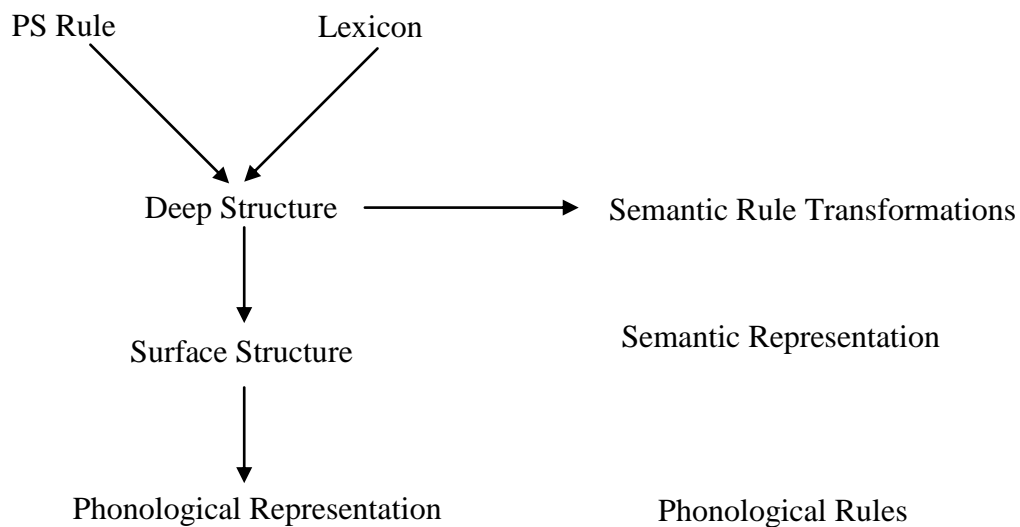 PS Rule Lexicon
Deep Structure Semantic Rule Transformations
Surface Structure Semantic Representation
Phonological Representation Phonological Rules